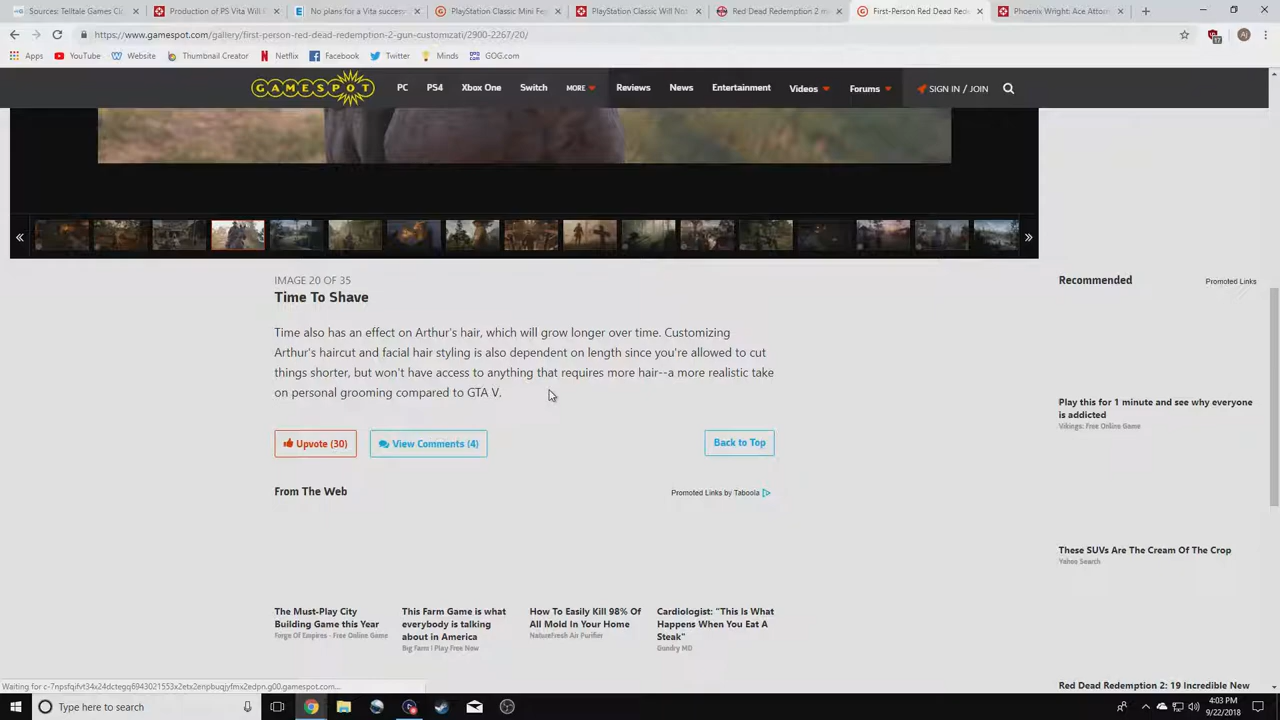 Sources: Telltale Games Cl
Production of PS Vita Will E
No plans for a Vita success
PlayStation Classic Mini Fe
PlayStation Classic Will Not
Red Dead Redemption 2 m
First-Person Red Dead Rede
Phoenix Wright: Ace Attorn
https://www.gamespot.com/gallery/first-person-red-dead-redemption-2-gun-customizati/2900-2267/20/
Apps YouTube Website Thumbnail Creator Netflix Facebook Twitter Minds GOG.com
GAMESPOT PC PS4 Xbox One Switch MORE Reviews News Entertainment Videos Forums SIGN IN / JOIN
IMAGE 20 OF 35
Time To Shave
Time also has an effect on Arthur's hair, which will grow longer over time. Customizing
Arthur's haircut and facial hair styling is also dependent on length since you're allowed to cut
things shorter, but won't have access to anything that requires more hair--a more realistic take
on personal grooming compared to GTA V.
Upvote (30) View Comments (4) Back to Top
From The Web
Promoted Links by Taboola
The Must-Play City
Building Game this Year
Forge Of Empires - Free Online Game
This Farm Game is what
everybody is talking
about in America
Big Farm | Play Free Now
How To Easily Kill 98% Of
All Mold In Your Home
NatureFresh Air Purifier
Cardiologist: "This Is What
Happens When You Eat A
Steak"
Gundry MD
Recommended
Promoted Links
Play this for 1 minute and see why everyone
is addicted
Vikings: Free Online Game
These SUVs Are The Cream Of The Crop
Yahoo Search
Red Dead Redemption 2: 19 Incredible New
Type here to search
4:03 PM
9/22/2018